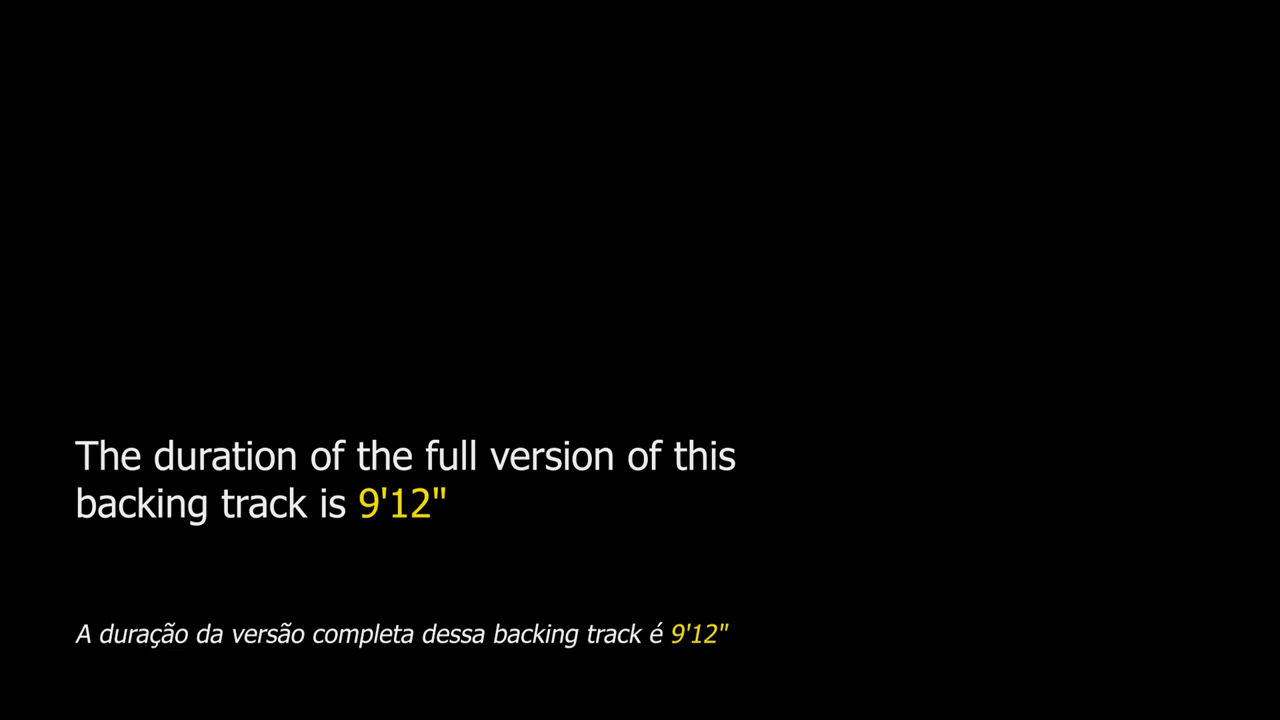 The duration of the full version of this
backing track is 9'12"
A duração da versão completa dessa backing track é 9'12"